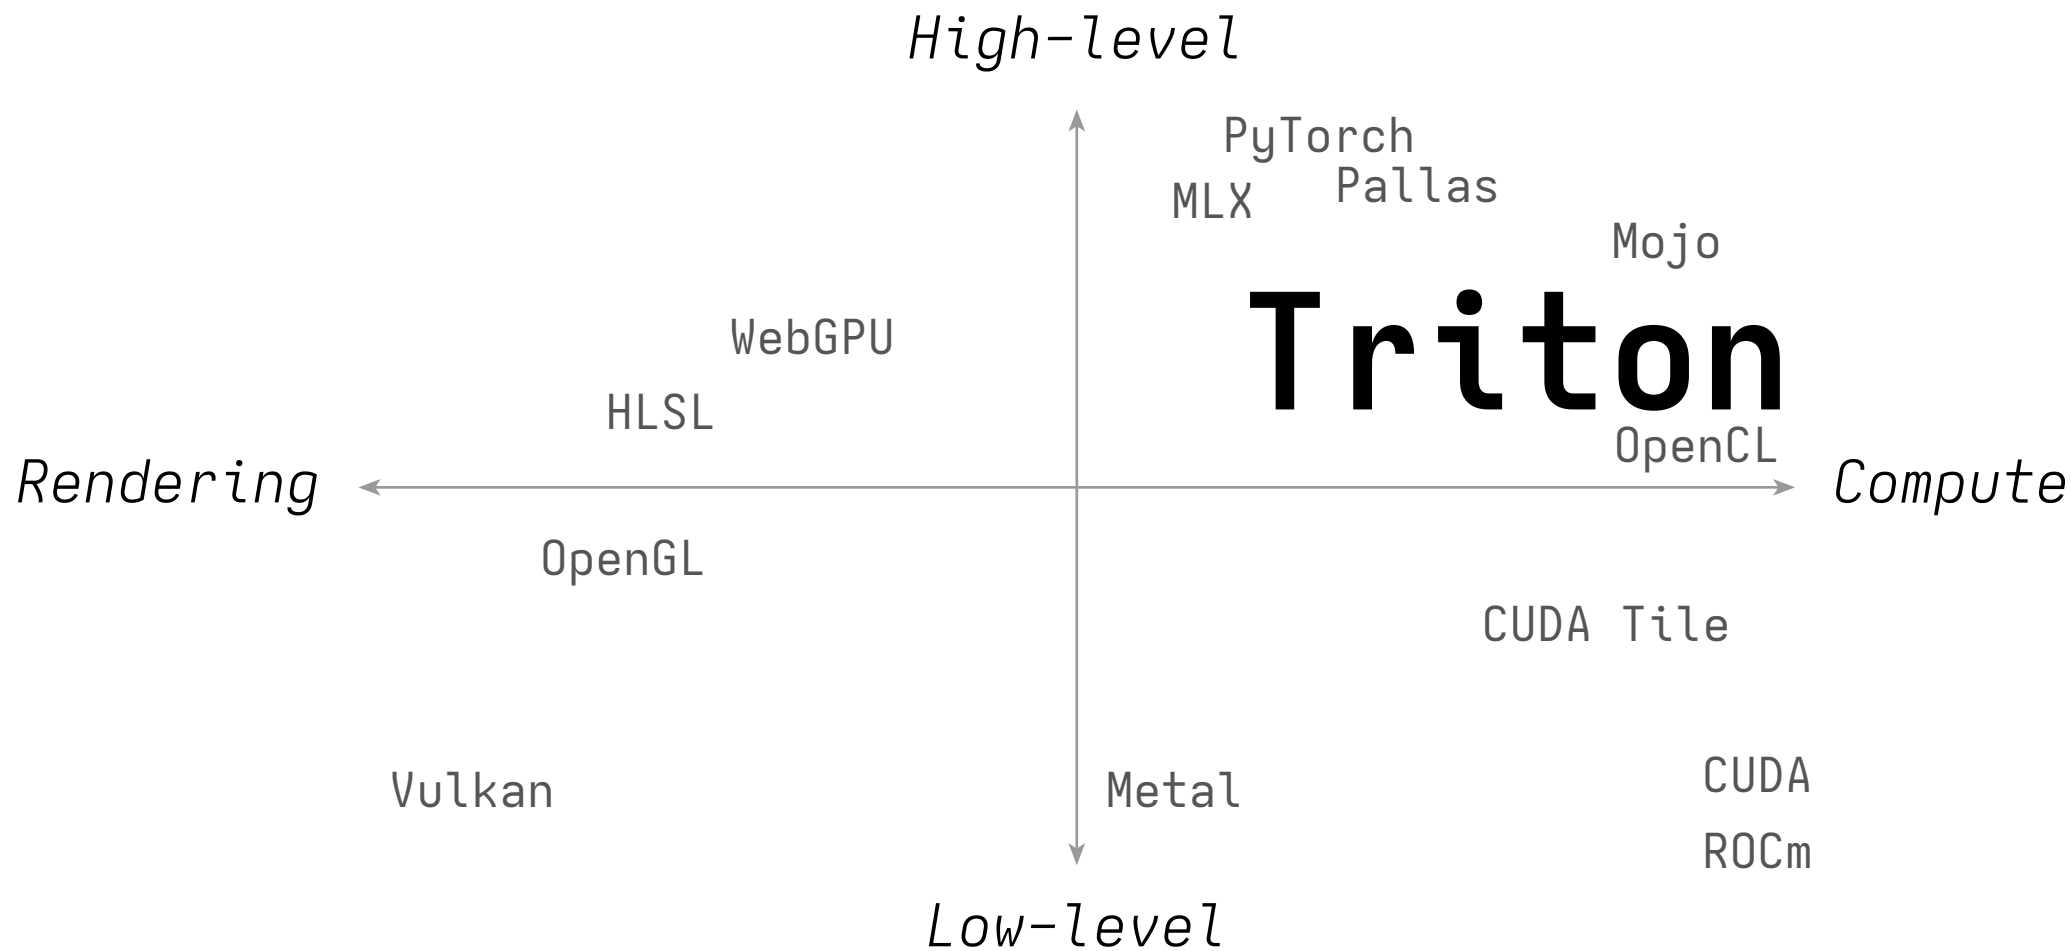 High-level
PyTorch
Pallas
MLX
Mojo
Triton
WebGPU
HLSL
OpenCL
Rendering
Compute
OpenGL
CUDA Tile
CUDA
Vulkan
Metal
ROCm
Low-level